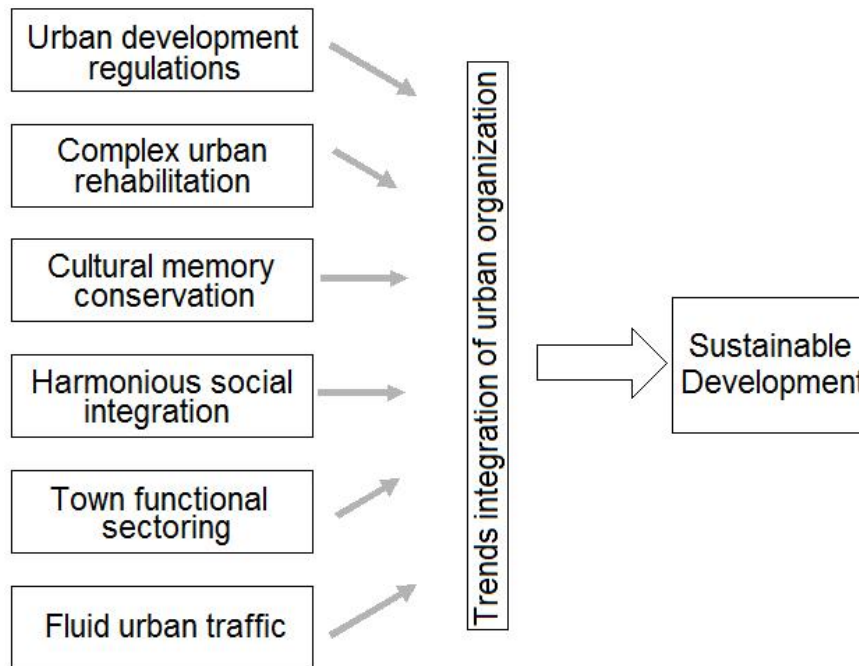 Urban development
regulations
Complex urban
rehabilitation
Cultural memory
conservation
Harmonious social
integration
Town functional
sectoring
Fluid urban traffic
Trends integration of urban organization
Sustainable
Development